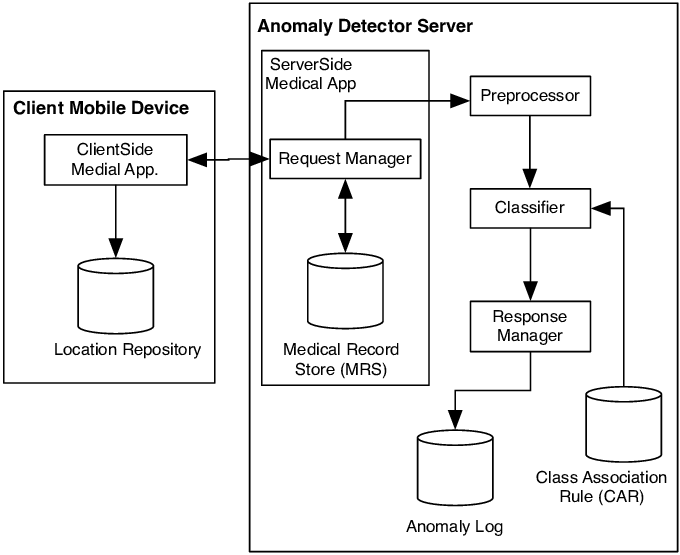 Anomaly Detector Server
ServerSide
Medical App
Preprocessor
Client Mobile Device
ClientSide
Medial App.
Request Manager
Classifier
Response
Manager
Location Repository
Medical Record
Store (MRS)
Class Association
Rule (CAR)
Anomaly Log